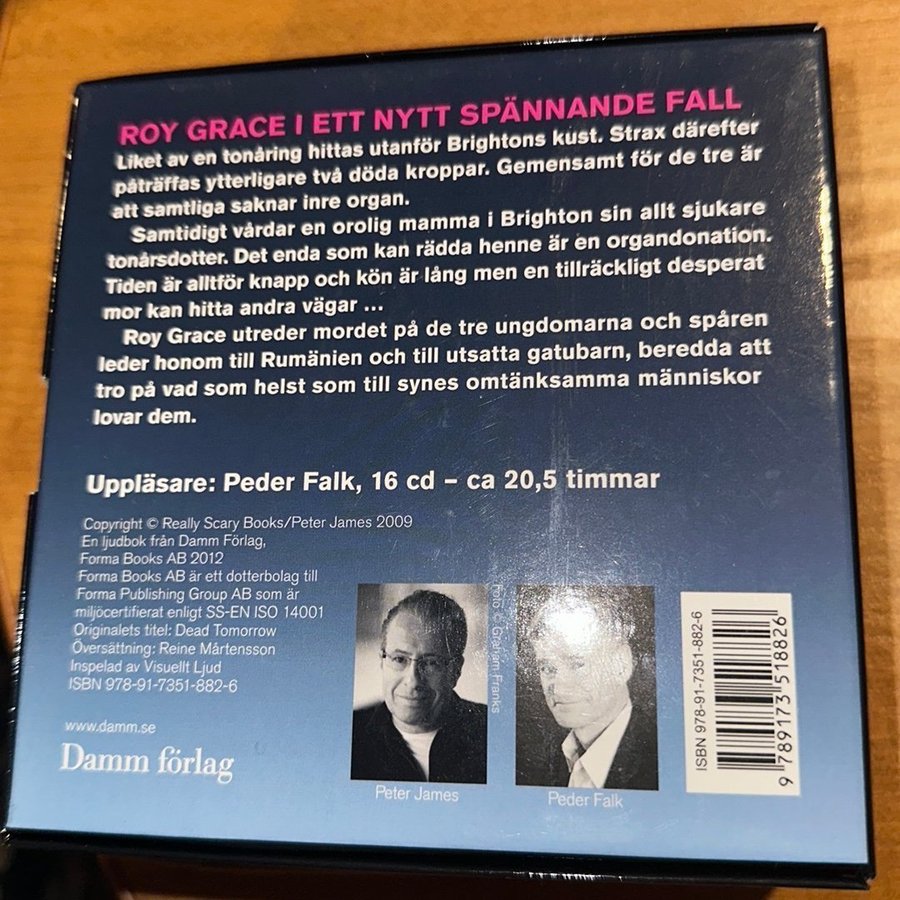 ROY GRACE I ETT NYTT SPÄNNANDE FALL
Liket av en tonåring hittas utanför Brightons kust. Strax därefter
påträffas ytterligare två döda kroppar. Gemensamt för de tre är
att samtliga saknar inre organ.
Samtidigt vårdar en orolig mamma i Brighton sin allt sjukare
tonårsdotter. Det enda som kan rädda henne är en organdonation.
Tiden är alltför knapp och kön är lång men en tillräckligt desperat
mor kan hitta andra vägar ...
Roy Grace utreder mordet på de tre ungdomarna och spåren
leder honom till Rumänien och till utsatta gatubarn, beredda att
tro på vad som helst som till synes omtänksamma människor
lovar dem.
Uppläsare: Peder Falk, 16 cd – ca 20,5 timmar
Copyright © Really Scary Books/Peter James 2009
En ljudbok från Damm Förlag,
Forma Books AB 2012
Forma Books AB är ett dotterbolag till
Forma Publishing Group AB som är
miljöcertifierat enligt SS-EN ISO 14001
Originalets titel: Dead Tomorrow
Översättning: Reine Mårtensson
Inspelad av Visuellt Ljud
ISBN 978-91-7351-882-6
www.damm.se
Damm förlag
Peter James
Foto © Graham Franks
Peder Falk
ISBN 978-91-7351-882-6
9 789173 518826